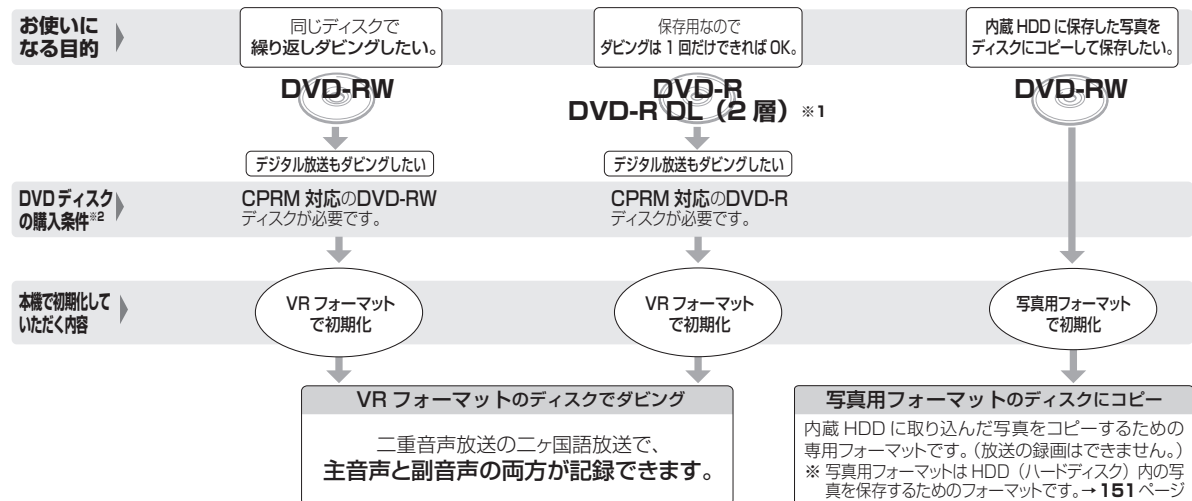 お使いに
なる目的
同じディスクで
繰り返しダビングしたい。
保存用なので
ダビングは 1 回だけできれば OK。
内蔵 HDD に保存した写真を
ディスクにコピーして保存したい。
DVD-RW
DVD-R
DVD-R DL（2 層）※1
DVD-RW
デジタル放送もダビングしたい
デジタル放送もダビングしたい
DVD ディスク
の購入条件※2
CPRM 対応のDVD-RW
ディスクが必要です。
CPRM 対応のDVD-R
ディスクが必要です。
本機で初期化して
いただく内容
VR フォーマット
で初期化
VR フォーマット
で初期化
写真用フォーマット
で初期化
VR フォーマットのディスクでダビング
二重音声放送の二ヶ国語放送で、
主音声と副音声の両方が記録できます。
写真用フォーマットのディスクにコピー
内蔵 HDD に取り込んだ写真をコピーするための
専用フォーマットです。（放送の録画はできません。）
※ 写真用フォーマットは HDD（ハードディスク）内の写
真を保存するためのフォーマットです。→ 151 ページ